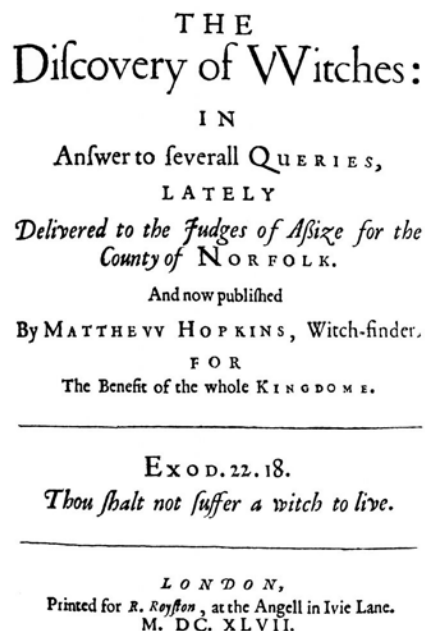 THE
Diſcovery of VVitches:
IN
Anſwer to ſeverall QUERIES,
LATELY
Delivered to the Judges of Aßize for the
County of NORFOLK.
And now publiſhed
By MATTHEVV HOPKINS, Witch-finder,
FOR
The Benefit of the whole KINGDOME.
EXOD. 22.18.
Thou ſhalt not ſuffer a witch to live.
LONDON,
Printed for R. Royſton, at the Angell in Ivie Lane.
M. DC. XLVII.